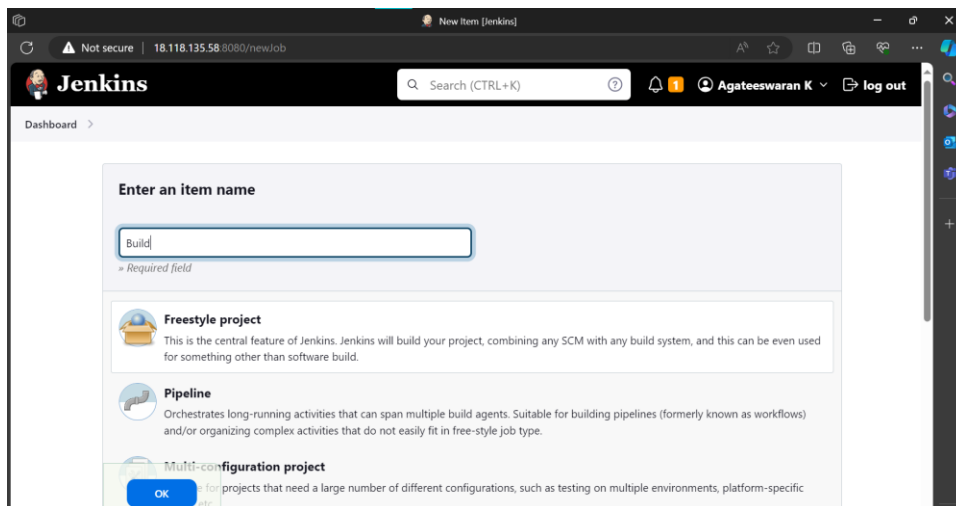 New Item [Jenkins]
Not secure | 18.118.135.58:8080/newJob
Jenkins
Search (CTRL+K)
?
1
Agateeswaran K
log out
Dashboard >
Enter an item name
Build
» Required field
Freestyle project
This is the central feature of Jenkins. Jenkins will build your project, combining any SCM with any build system, and this can be even used
for something other than software build.
Pipeline
Orchestrates long-running activities that can span multiple build agents. Suitable for building pipelines (formerly known as workflows)
and/or organizing complex activities that do not easily fit in free-style job type.
Multi-configuration project
for projects that need a large number of different configurations, such as testing on multiple environments, platform-specific
OK
etc